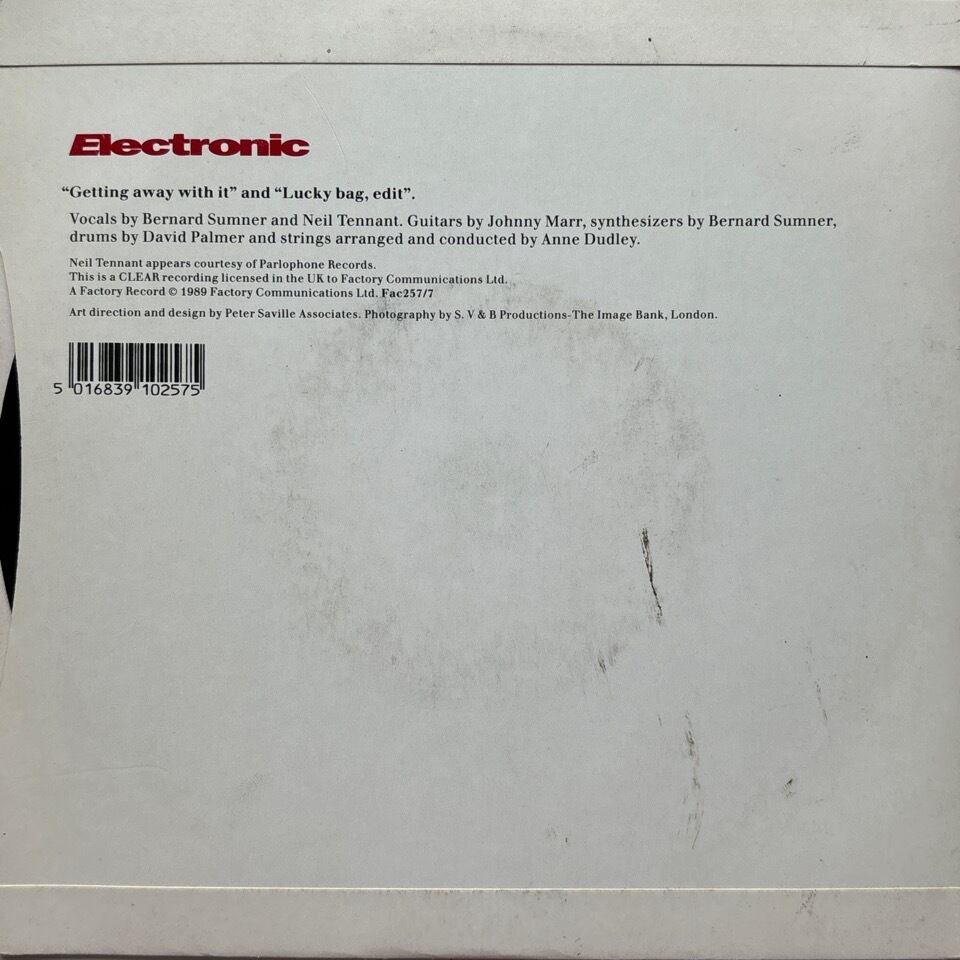 Electronic
“Getting away with it” and “Lucky bag, edit”.
Vocals by Bernard Sumner and Neil Tennant. Guitars by Johnny Marr, synthesizers by Bernard Sumner,
drums by David Palmer and strings arranged and conducted by Anne Dudley.
Neil Tennant appears courtesy of Parlophone Records.
This is a CLEAR recording licensed in the UK to Factory Communications Ltd.
A Factory Record © 1989 Factory Communications Ltd. Fac257/7
Art direction and design by Peter Saville Associates. Photography by S. V & B Productions-The Image Bank, London.
5 016839 102575